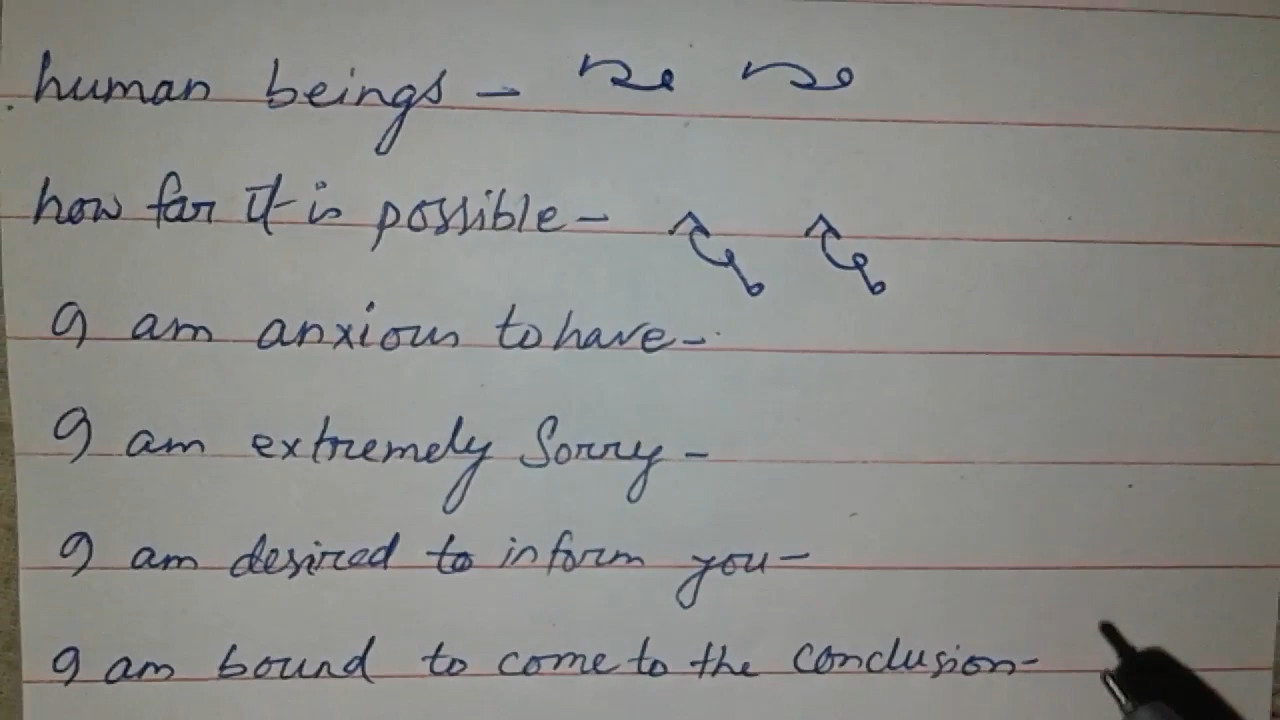 human beings -
how far it is possible -
I am anxious to have -
I am extremely Sorry -
I am desired to inform you -
I am bound to come to the conclusion -